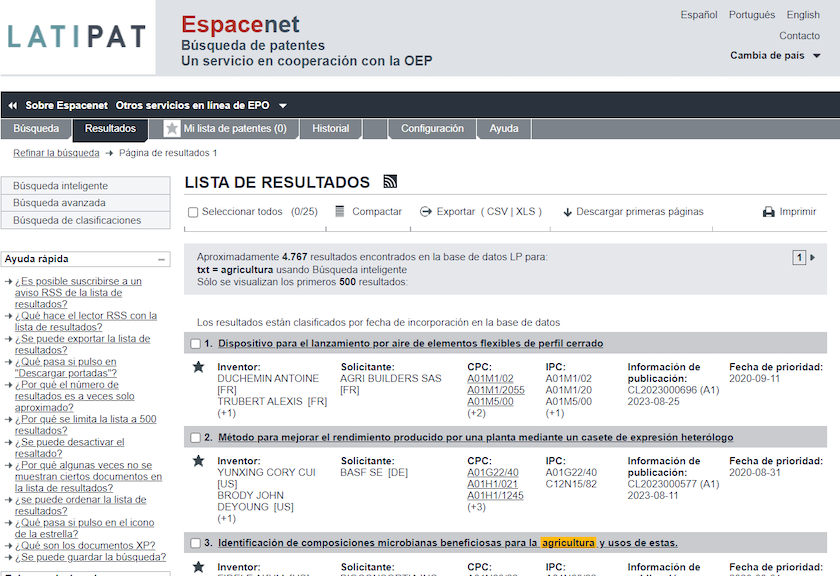 LATIPAT
Espacenet
Búsqueda de patentes
Un servicio en cooperación con la OEP
Español Português English
Contacto
Cambia de país
Sobre Espacenet Otros servicios en línea de EPO
Búsqueda Resultados Mi lista de patentes (0) Historial Configuración Ayuda
Refinar la búsqueda → Página de resultados 1
Búsqueda inteligente
Búsqueda avanzada
Búsqueda de clasificaciones
Ayuda rápida
¿Es posible suscribirse a un
aviso RSS de la lista de
resultados?
¿Qué hace el lector RSS con la
lista de resultados?
¿Se puede exportar la lista de
resultados?
¿Qué pasa si pulso en
"Descargar portadas"?
¿Por qué el número de
resultados es a veces solo
aproximado?
¿Por qué se limita la lista a 500
resultados?
¿Se puede desactivar el
resaltado?
¿Por qué algunas veces no se
muestran ciertos documentos en
la lista de resultados?
¿se puede ordenar la lista de
resultados?
¿Qué pasa si pulso en el icono
de la estrella?
¿Qué son los documentos XP?
¿Se puede guardar la búsqueda?
LISTA DE RESULTADOS
Seleccionar todos (0/25) Compactar Exportar ( CSV | XLS ) Descargar primeras páginas Imprimir
Aproximadamente 4.767 resultados encontrados en la base de datos LP para:
txt = agricultura usando Búsqueda inteligente
Sólo se visualizan los primeros 500 resultados:
1
Los resultados están clasificados por fecha de incorporación en la base de datos
1. Dispositivo para el lanzamiento por aire de elementos flexibles de perfil cerrado
Inventor:
DUCHEMIN ANTOINE
[FR]
TRUBERT ALEXIS [FR]
(+1)
Solicitante:
AGRI BUILDERS SAS
[FR]
CPC:
A01M1/02
A01M1/2055
A01M5/00
(+2)
IPC:
A01M1/02
A01M1/20
A01M5/00
(+1)
Información de
publicación:
CL2023000696 (A1)
2023-08-25
Fecha de prioridad:
2020-09-11
2. Método para mejorar el rendimiento producido por una planta mediante un casete de expresión heterólogo
Inventor:
YUNXING CORY CUI
[US]
BRODY JOHN
DEYOUNG [US]
(+1)
Solicitante:
BASF SE [DE]
CPC:
A01G22/40
A01H1/021
A01H1/1245
(+3)
IPC:
A01G22/40
C12N15/82
Información de
publicación:
CL2023000577 (A1)
2023-08-11
Fecha de prioridad:
2020-08-31
3. Identificación de composiciones microbianas beneficiosas para la agricultura y usos de estas.
Inventor:
Solicitante:
CPC:
IPC:
Información de
Fecha de prioridad: